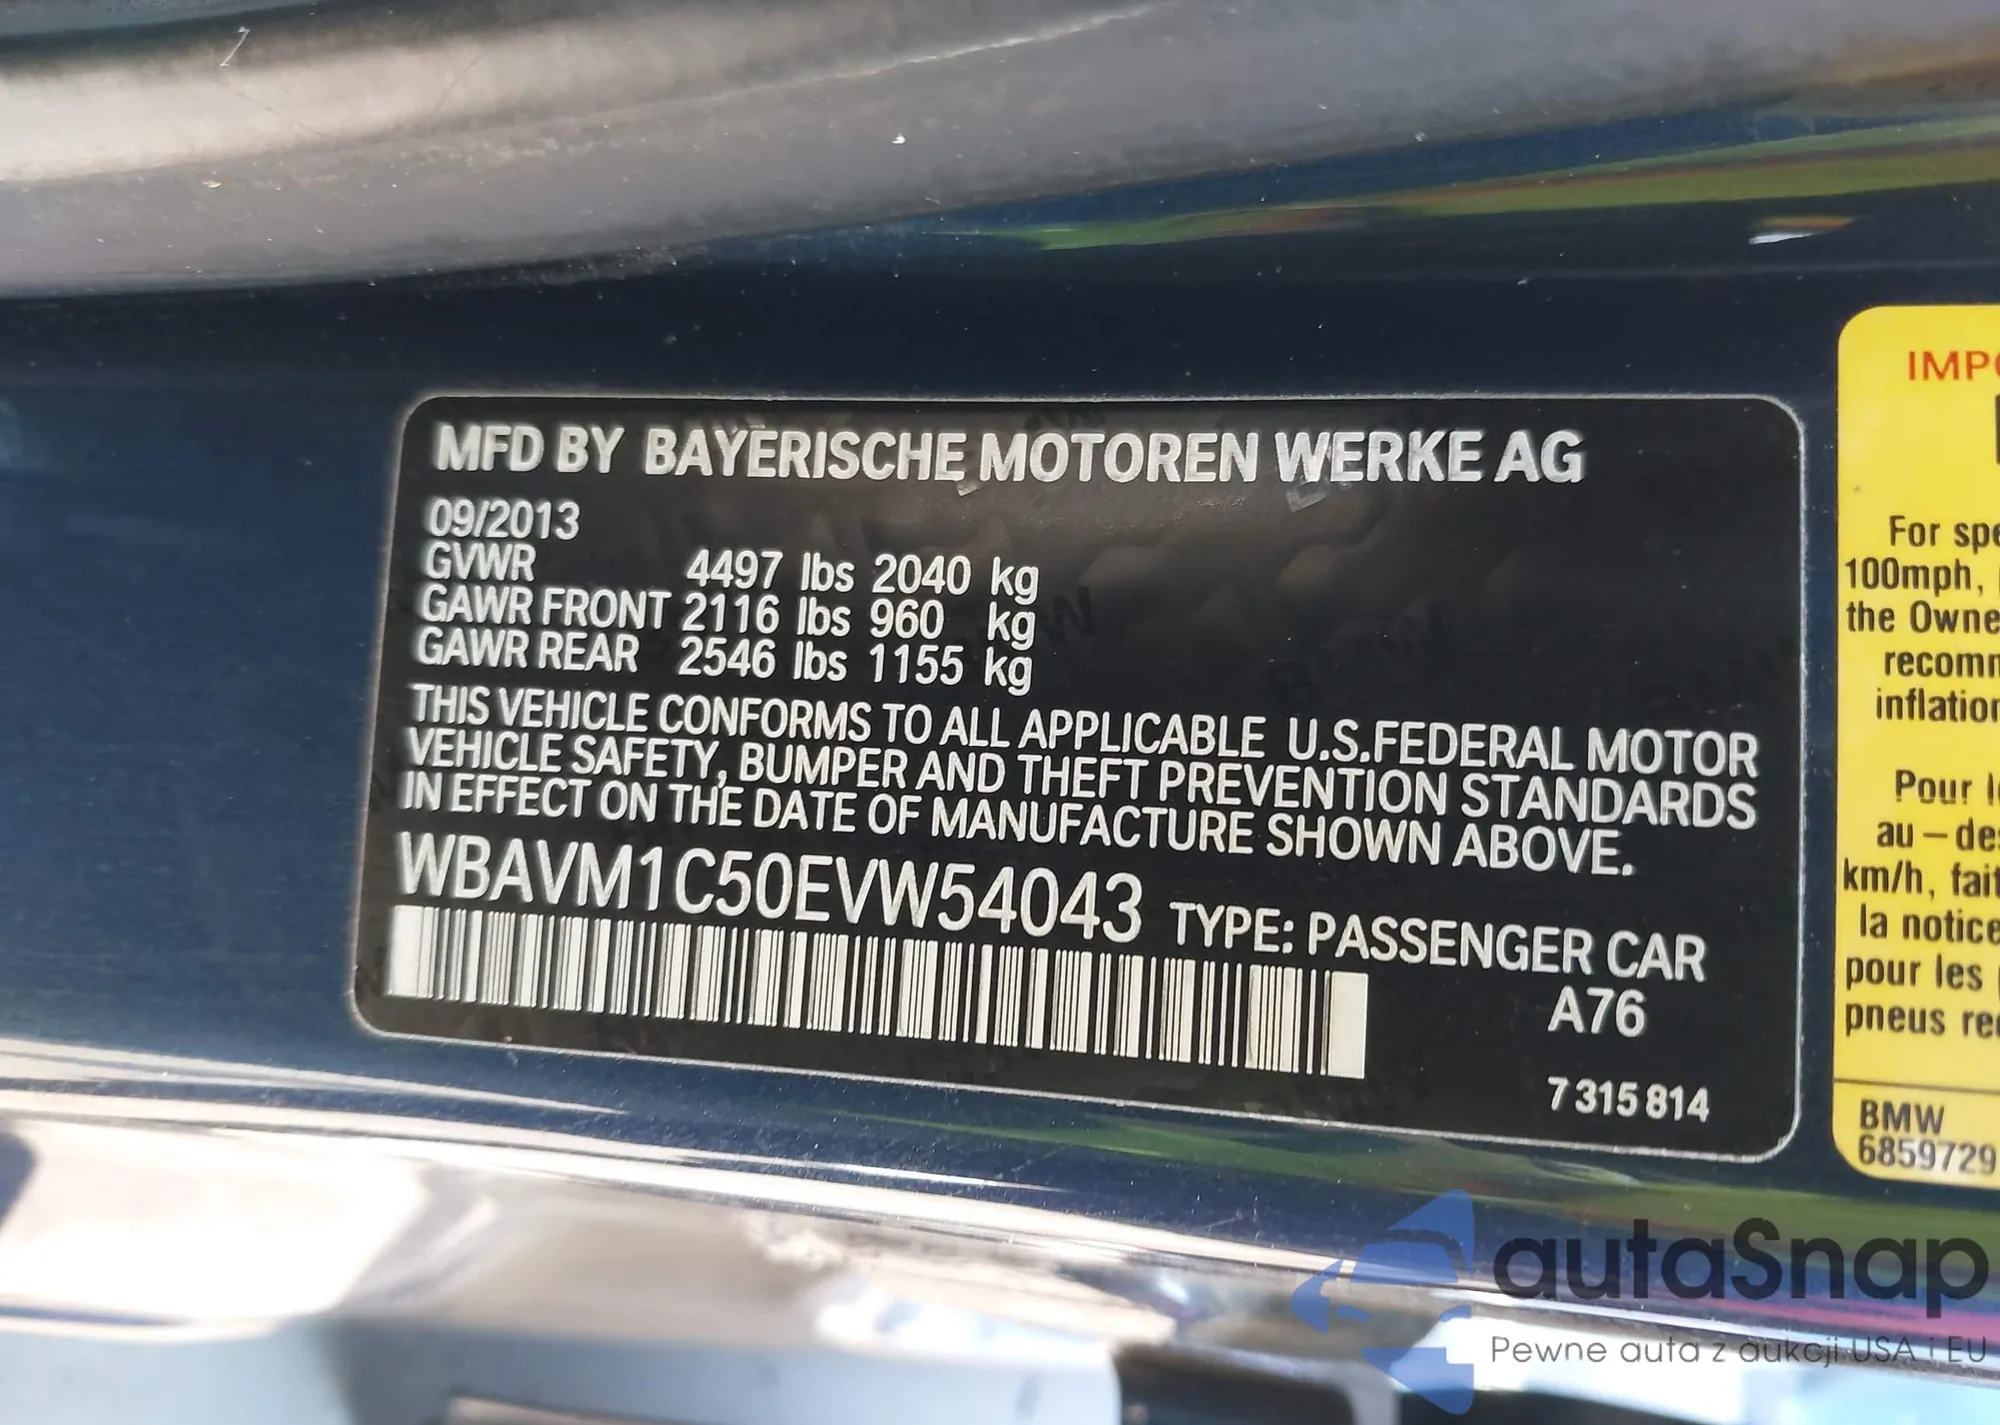 MFD BY BAYERISCHE MOTOREN WERKE AG
09/2013
GVWR 4497 lbs 2040 kg
GAWR FRONT 2116 lbs 960 kg
GAWR REAR 2546 lbs 1155 kg
THIS VEHICLE CONFORMS TO ALL APPLICABLE U.S.FEDERAL MOTOR
VEHICLE SAFETY, BUMPER AND THEFT PREVENTION STANDARDS
IN EFFECT ON THE DATE OF MANUFACTURE SHOWN ABOVE.
WBAVM1C50EVW54043 TYPE: PASSENGER CAR
A76
7 315 814
IMPO
For spe
100mph,
the Owne
recomm
inflation
Pour l
au – des
km/h, fait
la notice
pour les
pneus re
BMW
6859729
autaSnap
Pewne auta z aukcji USA i EU